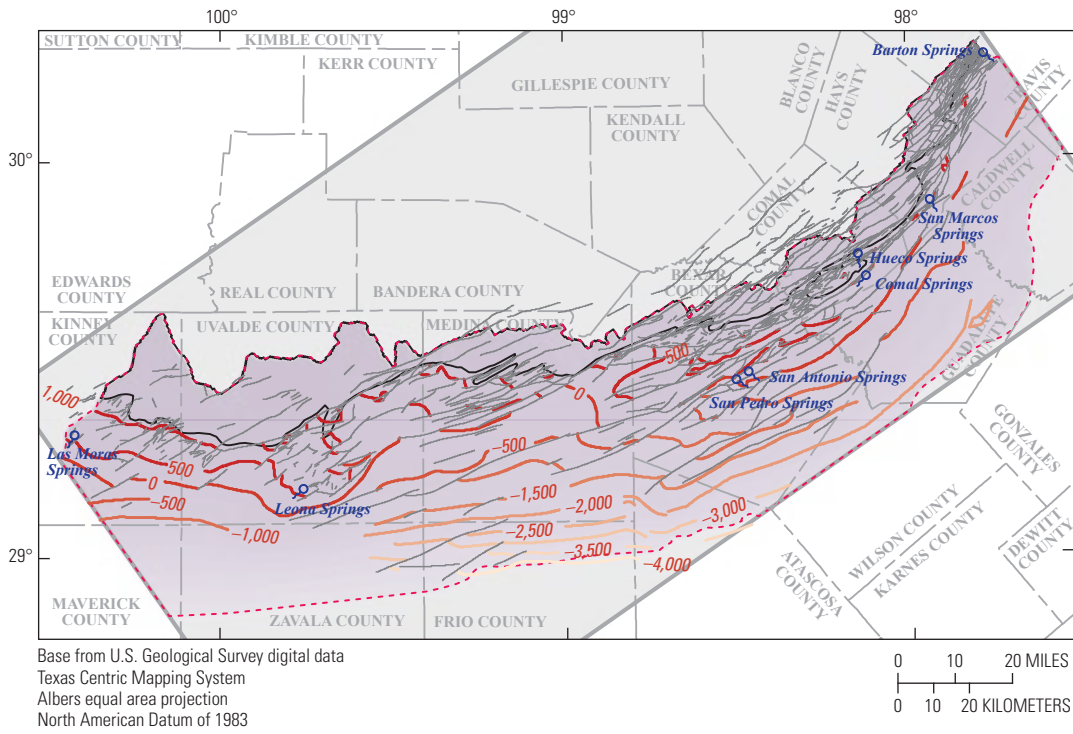 100°
99°
98°
SUTTON COUNTY
KIMBLE COUNTY
KERR COUNTY
GILLESPIE COUNTY
BLANCO
COUNTY
HAYS
COUNTY
Barton Springs
TRAVIS
COUNTY
KENDALL
COUNTY
30°
COMAL
COUNTY
CALDWELL
COUNTY
San Marcos
Springs
Hueco Springs
Comal Springs
BEXAR
COUNTY
EDWARDS
COUNTY
REAL COUNTY
BANDERA COUNTY
KINNEY
COUNTY
UVALDE COUNTY
MEDINA COUNTY
GUADALUPE
COUNTY
1,000
−500
0
San Antonio Springs
San Pedro Springs
Las Moras
Springs
500
0
−500
−1,000
Leona Springs
−500
−1,500
−2,000
−2,500
−3,000
−3,500
−4,000
GONZALES
COUNTY
WILSON COUNTY
KARNES COUNTY
DEWITT
COUNTY
ATASCOSA
COUNTY
29°
MAVERICK
COUNTY
ZAVALA COUNTY
FRIO COUNTY
Base from U.S. Geological Survey digital data
Texas Centric Mapping System
Albers equal area projection
North American Datum of 1983
0 10 20 MILES
0 10 20 KILOMETERS